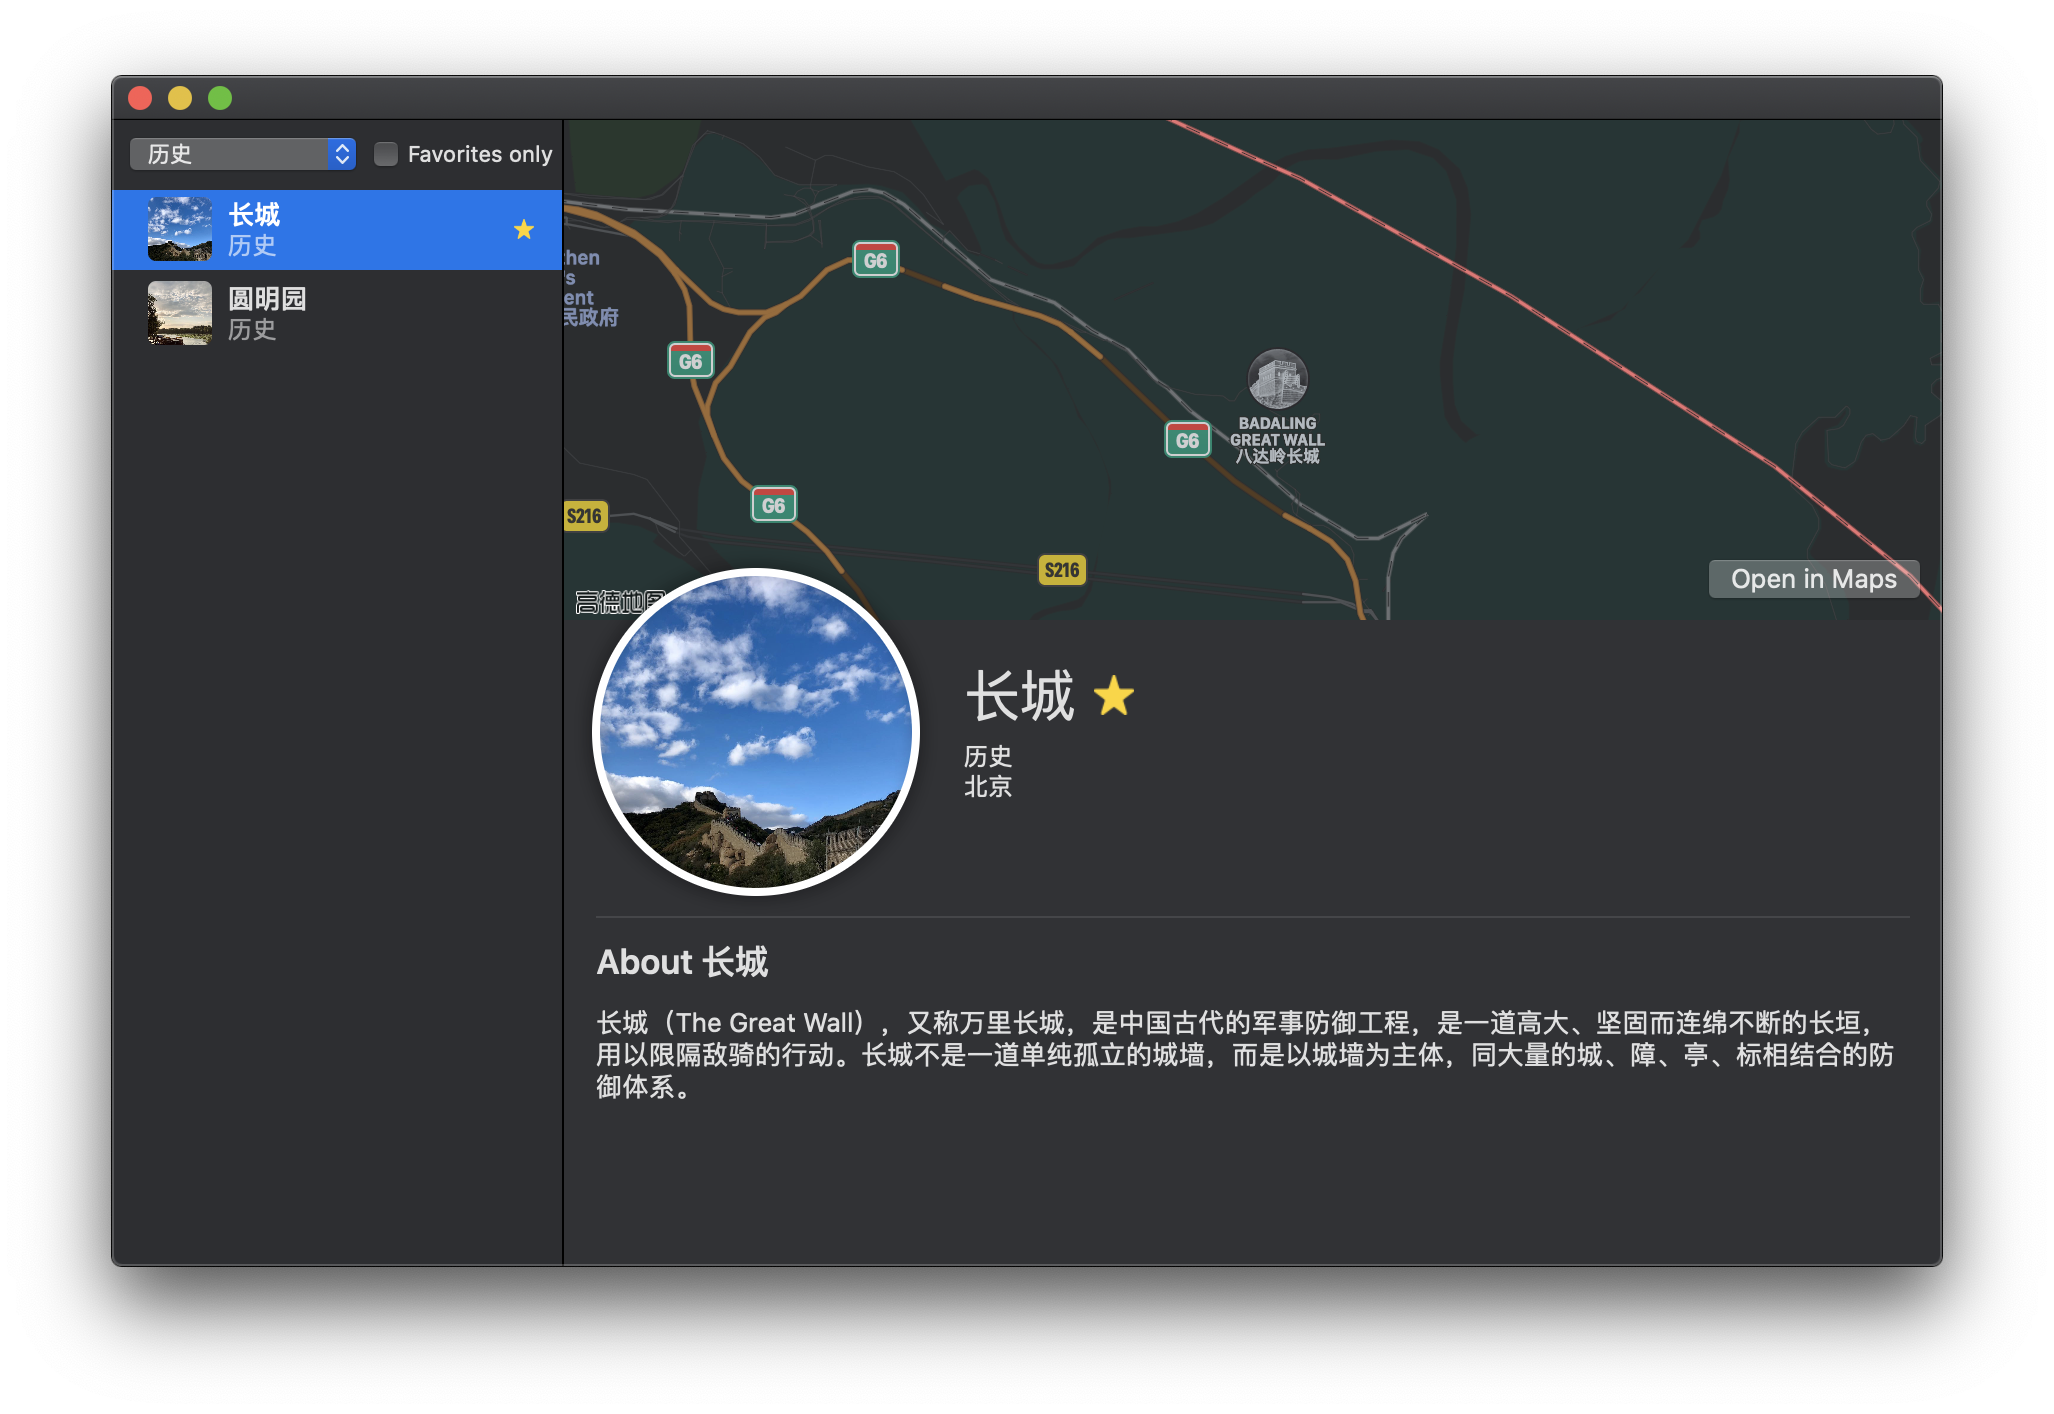 历史
Favorites only
长城
历史
圆明园
历史
hen
's
ent
民政府
G6
G6
G6
G6
BADALING
GREAT WALL
八达岭长城
S216
S216
高德地图
Open in Maps
长城
历史
北京
About 长城
长城（The Great Wall），又称万里长城，是中国古代的军事防御工程，是一道高大、坚固而连绵不断的长垣，
用以限隔敌骑的行动。长城不是一道单纯孤立的城墙，而是以城墙为主体，同大量的城、障、亭、标相结合的防
御体系。